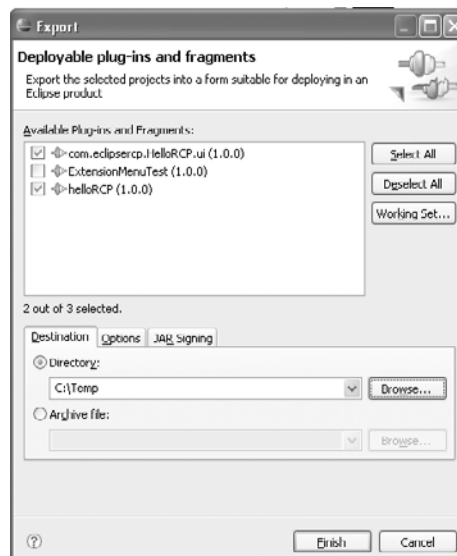 Export
Deployable plug-ins and fragments
Export the selected projects into a form suitable for deploying in an
Eclipse product
Available Plug-ins and Fragments:
com.eclipsercp.HelloRCP.ui (1.0.0)
ExtensionMenuTest (1.0.0)
helloRCP (1.0.0)
Select All
Deselect All
Working Set...
2 out of 3 selected.
Destination Options JAR Signing
Directory:
C:\Temp Browse...
Archive file:
Browse...
? Finish Cancel